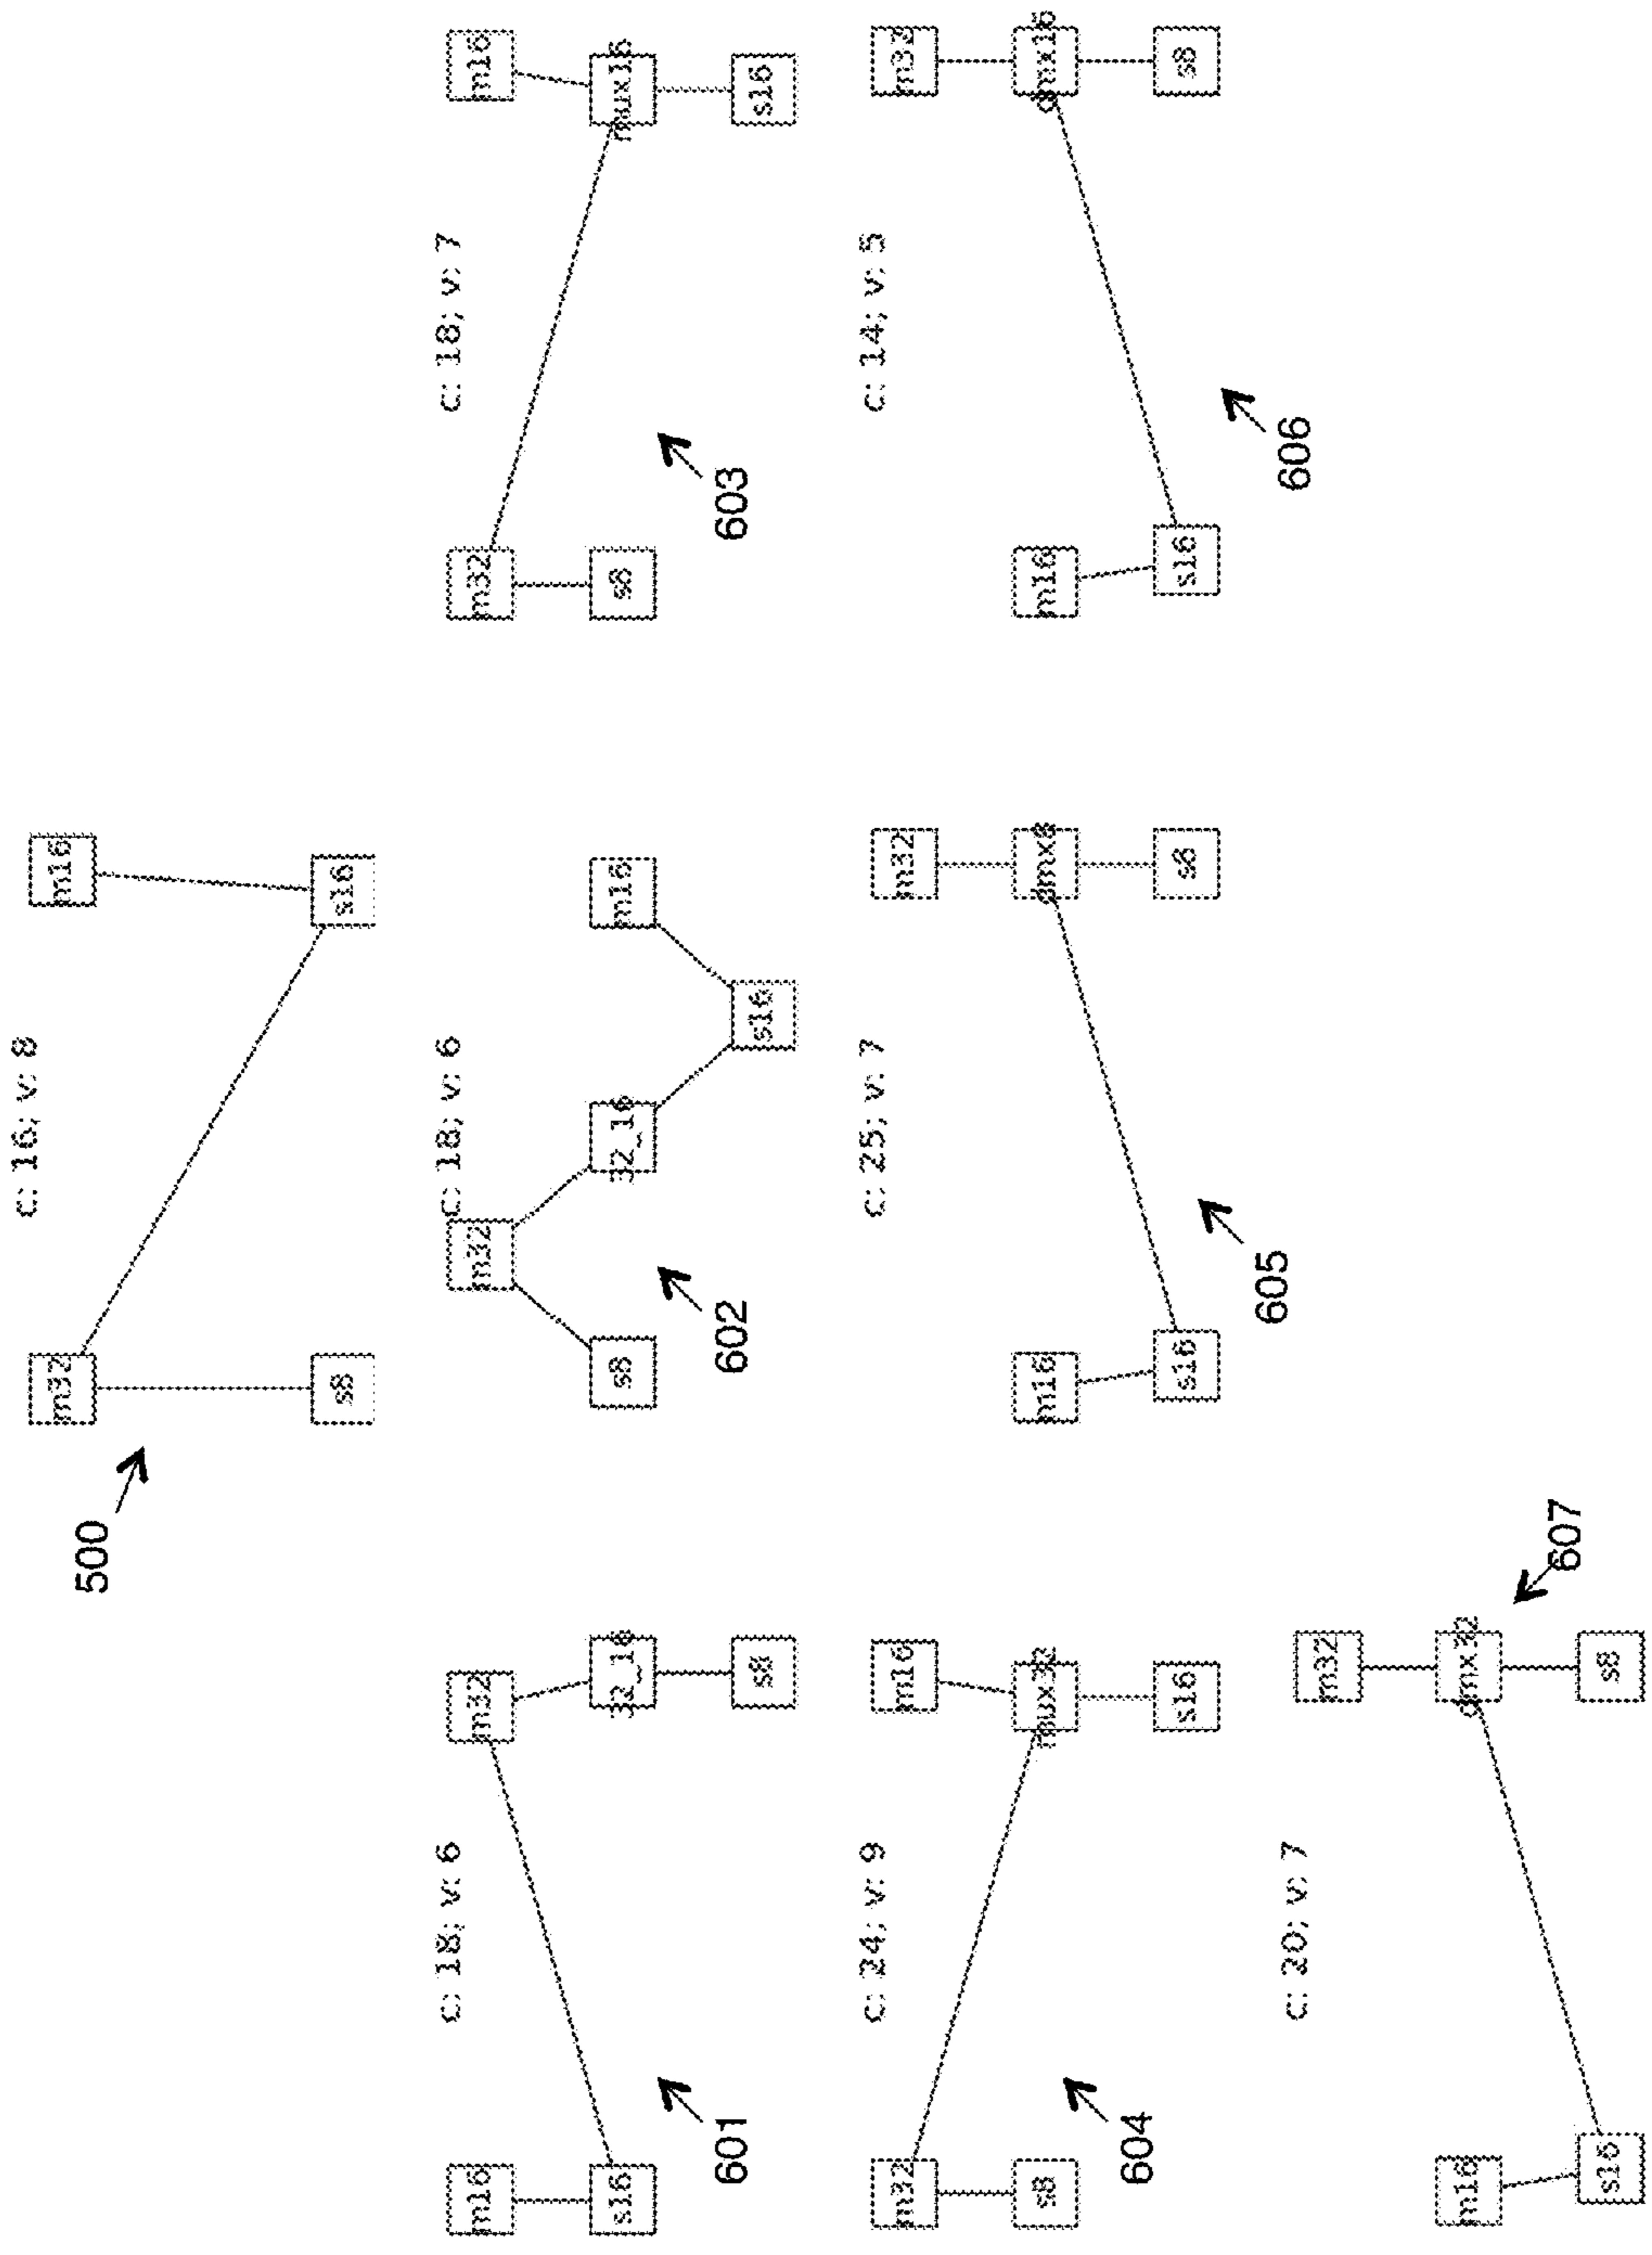 c: 16; v: 8
m32 m16
500
s8 s16
c: 18; v: 6
m16 m32
s16 32_16
601
s8
c: 18; v: 6
m32
s8 32_16 m16
602
s16
c: 18; v: 7
m32 m16
s8 mux16
603
s16
c: 24; v: 9
m32 m16
s8 mux32
604
s16
c: 25; v: 7
m32
m16 dmx8
s16 s8
605
c: 14; v: 5
m32
m16 dmx16
s16 s8
606
c: 20; v: 7
m32
m16 dmx32
607
s16 s8